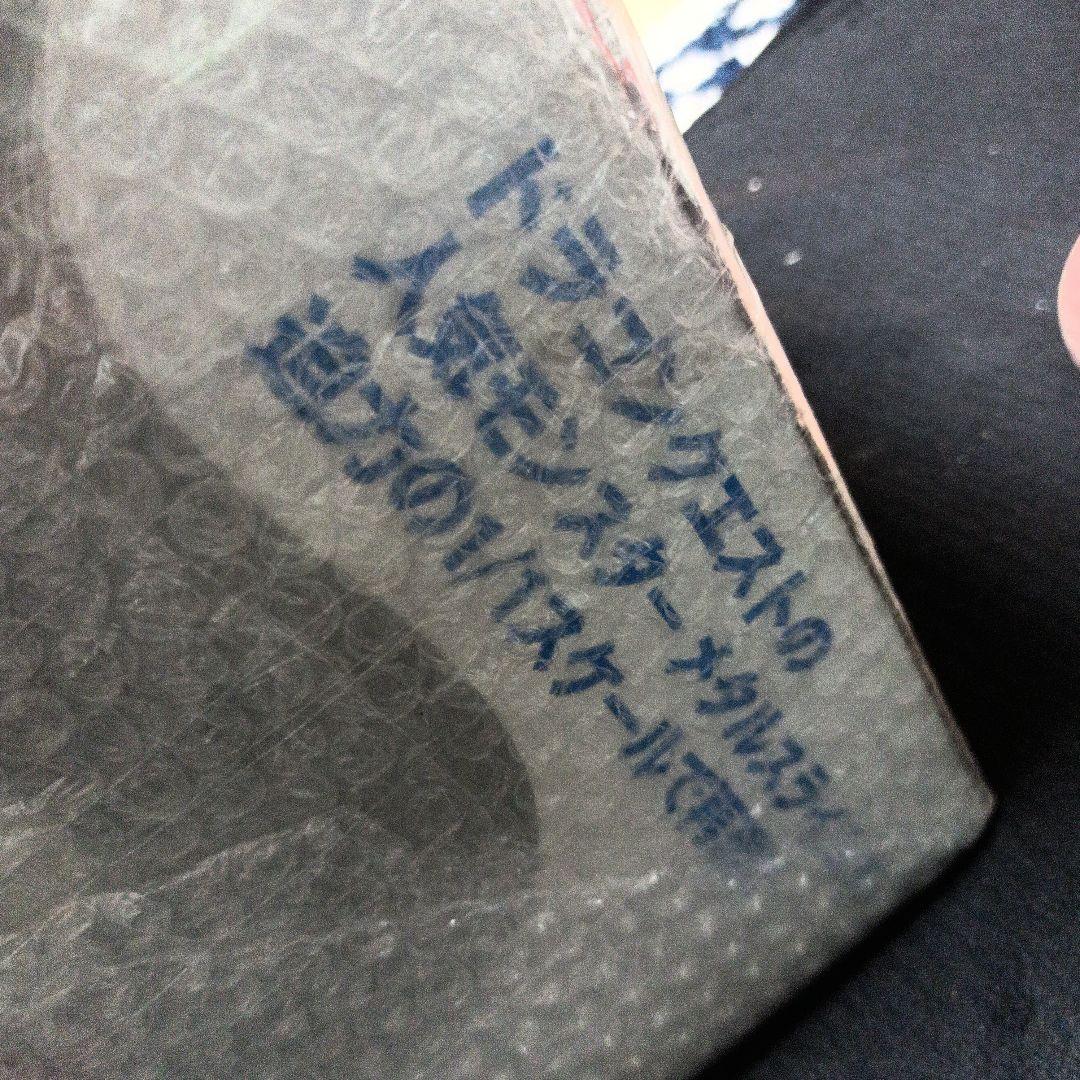 ドラゴンクエストの
人気モンスター メタルスライ
迫力の1/1スケールで再